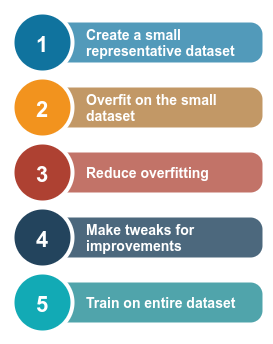 1
Create a small
representative dataset
2
Overfit on the small
dataset
3
Reduce overfitting
4
Make tweaks for
improvements
5
Train on entire dataset